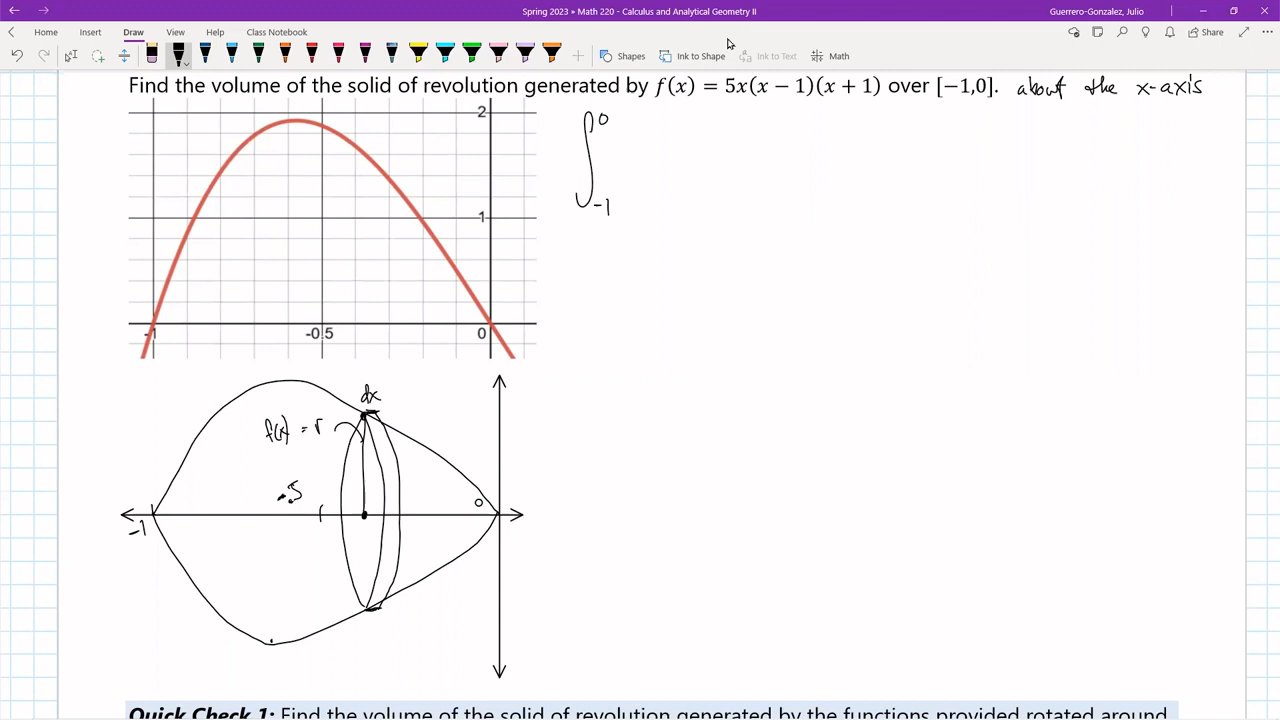 Spring 2023 » Math 220 - Calculus and Analytical Geometry II
Guerrero-Gonzalez, Julio
Home Insert Draw View Help Class Notebook
Share
Shapes Ink to Shape Ink to Text Math
Find the volume of the solid of revolution generated by f(x) = 5x(x − 1)(x + 1) over [−1,0]. about the x-axis
2
1
-1 -0.5 0
∫ 0 -1
dx
f(x) = r
.5
0
-1
Quick Check 1: Find the volume of the solid of revolution generated by the functions provided rotated around